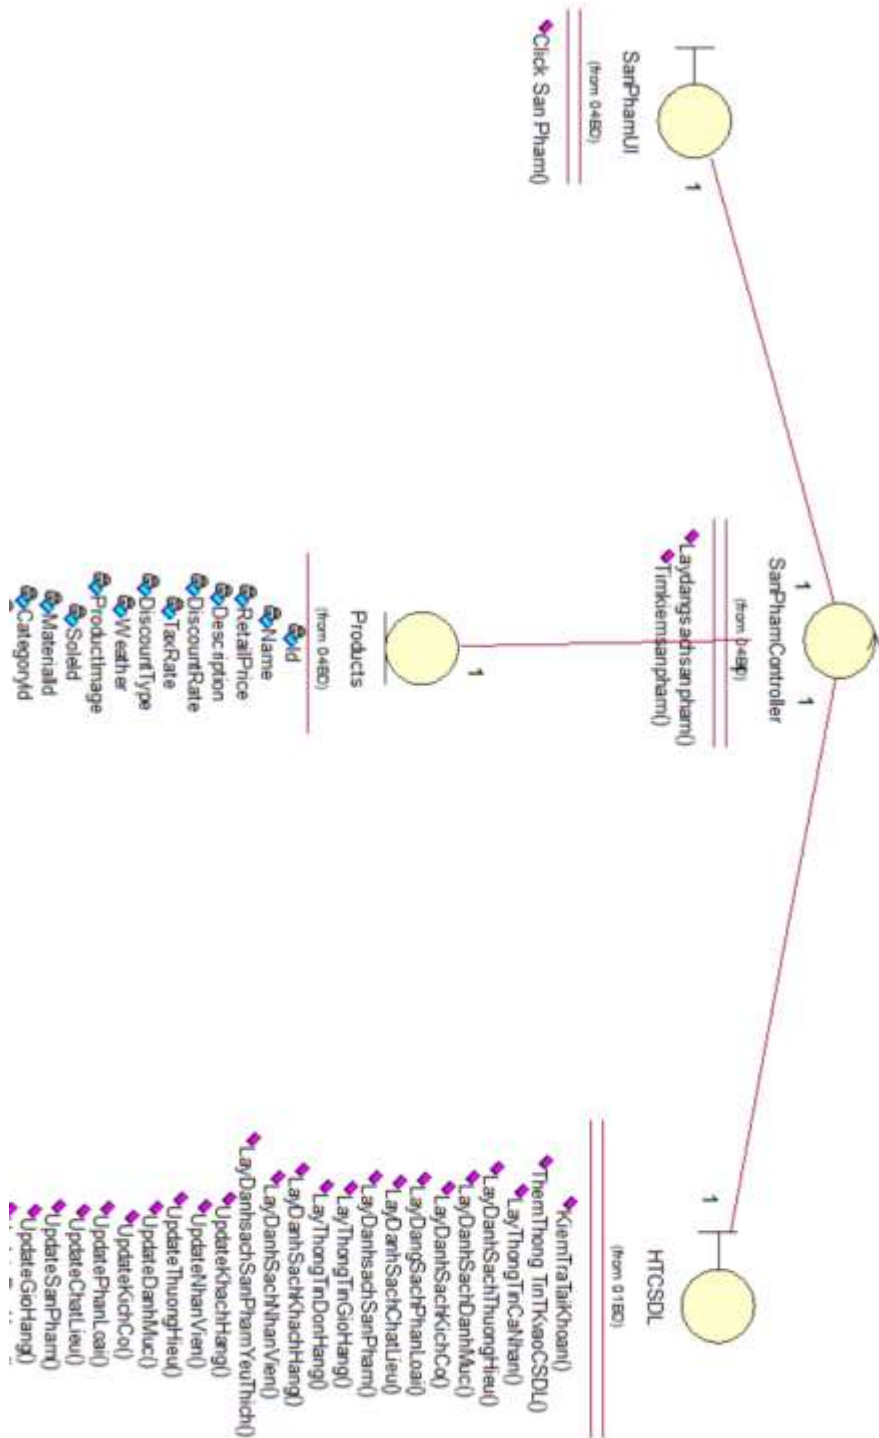 SanPhamUI
(from 04BD)
Click San Pham()
1
1
SanPhamController
1
(from 04BD)
1
Laydangsachsanpham()
Timkiemsanpham()
1
Products
(from 04BD)
Id
Name
RetailPrice
Description
DiscountRate
TaxRate
DiscountType
Weather
ProductImage
SoleId
MaterialId
CategoryId
1
HTCSDL
(from 01BD)
KiemTraTaiKhoan()
ThemThong TinTKvaoCSDL()
LayThongTinCaNhan()
LayDanhSachThuongHieu()
LayDanhSachDanhMuc()
LayDanhSachKichCo()
LayDangSachPhanLoai()
LayDanhSachChatLieu()
LayDanhsachSanPham()
LayThongTinGioHang()
LayThongTinDonHang()
LayDanhSachKhachHang()
LayDanhSachNhanVien()
LayDanhsachSanPhamYeuThich()
UpdateKhachHang()
UpdateNhanVien()
UpdateThuongHieu()
UpdateDanhMuc()
UpdateKichCo()
UpdatePhanLoai()
UpdateChatLieu()
UpdateSanPham()
UpdateGioHang()